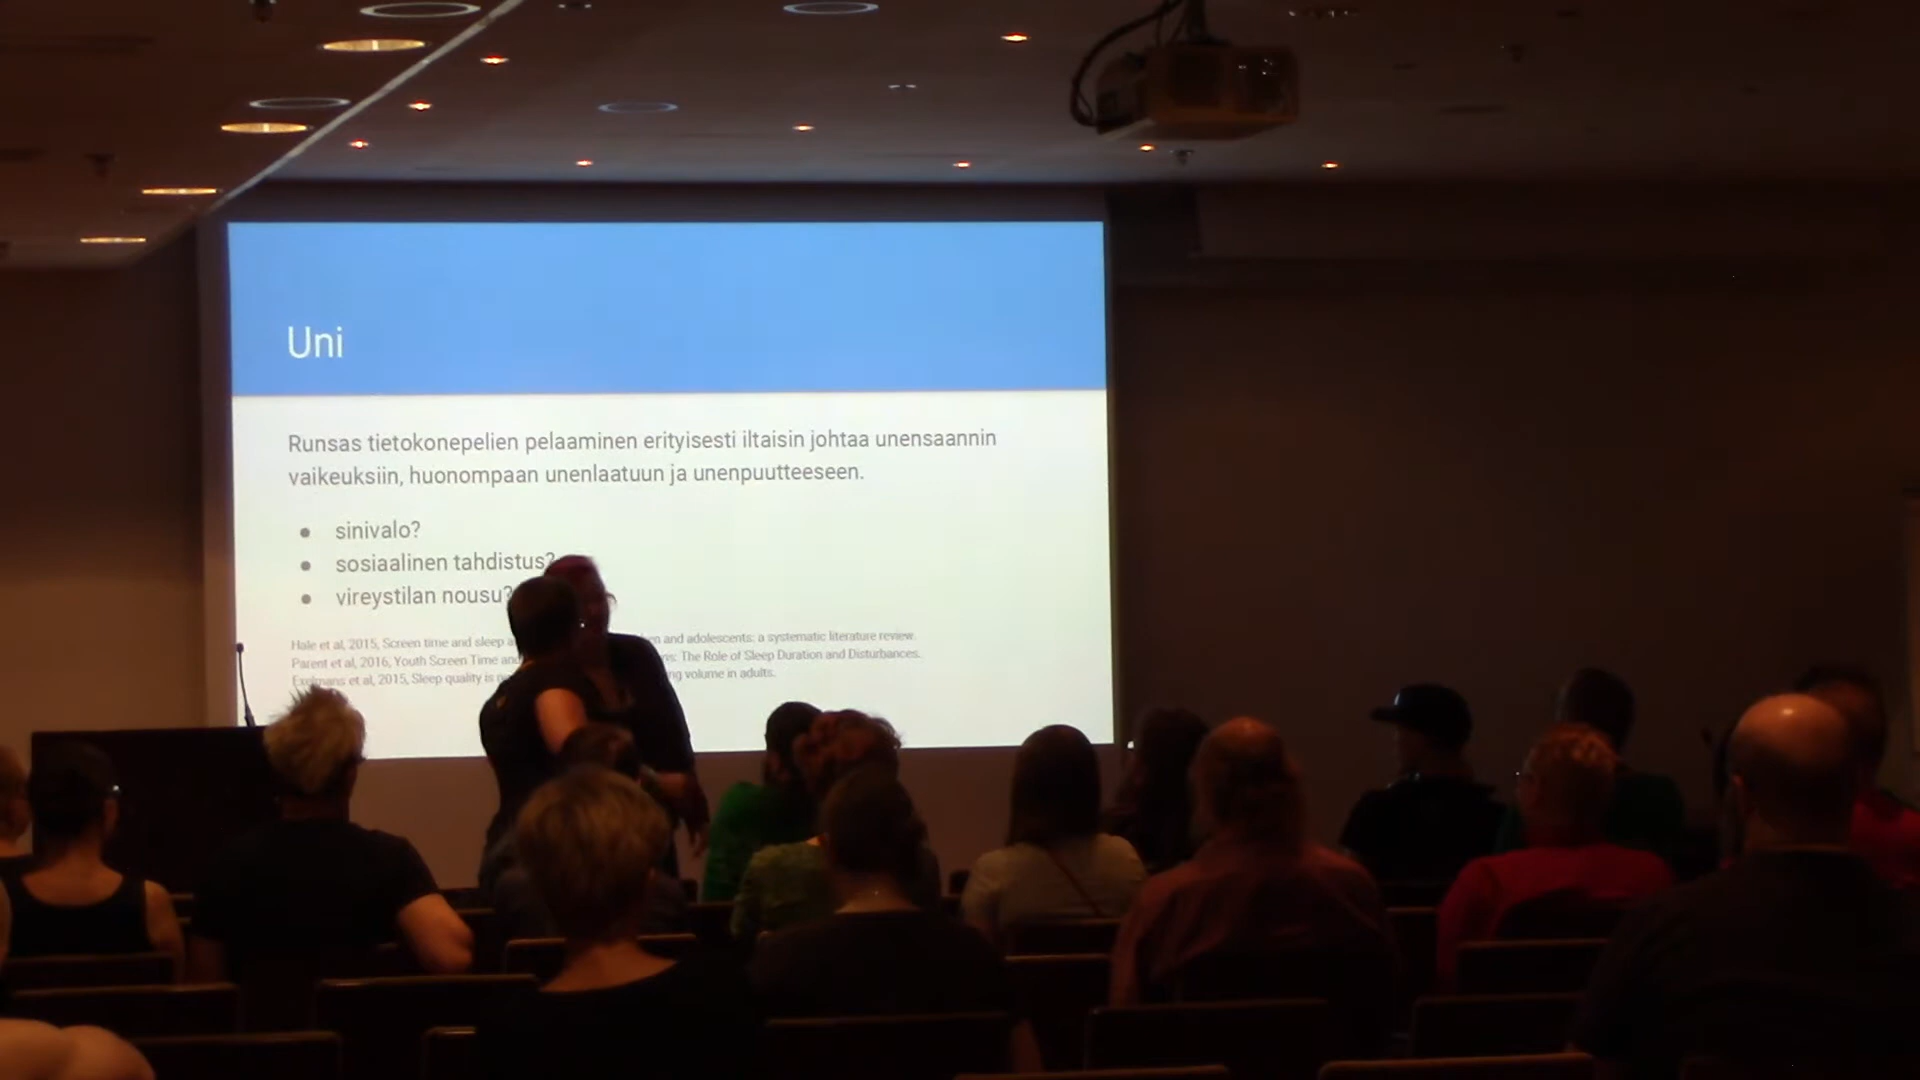 Uni
Runsas tietokonepelien pelaaminen erityisesti iltaisin johtaa unensaannin
vaikeuksiin, huonompaan unenlaatuun ja unenpuutteeseen.
● sinivalo?
● sosiaalinen tahdistus?
● vireystilan nousu?
Hale et al, 2015, Screen time and sleep and adolescents: a systematic literature review.
Parent et al, 2016, Youth Screen Time and The Role of Sleep Duration and Disturbances.
Exelmans et al, 2015, Sleep quality is volume in adults.